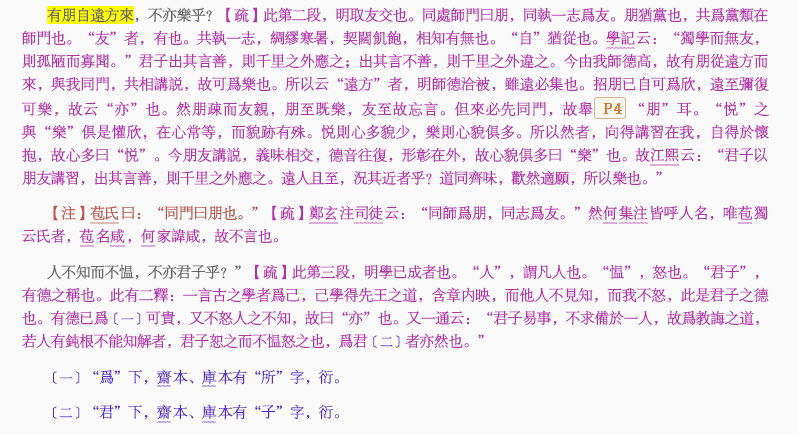 有朋自遠方來，不亦樂乎？【疏】此第二段，明取友交也。同處師門曰朋，同執一志爲友。朋猶黨也，共爲黨類在
師門也。“友”者，有也。共執一志，綢繆寒暑，契闊飢飽，相知有無也。“自”猶從也。學記云：“獨學而無友，
則孤陋而寡聞。”君子出其言善，則千里之外應之；出其言不善，則千里之外違之。今由我師德高，故有朋從遠方而
來，與我同門，共相講説，故可爲樂也。所以云“遠方”者，明師德洽被，雖遠必集也。招朋已自可爲欣，遠至彌復
可樂，故云“亦”也。然朋疎而友親，朋至既樂，友至故忘言。但來必先同門，故舉 P4 “朋”耳。“悦”之
與“樂”俱是懽欣，在心常等，而貌跡有殊。悦則心多貌少，樂則心貌俱多。所以然者，向得講習在我，自得於懷
抱，故心多曰“悦”。今朋友講説，義味相交，德音往復，形彰在外，故心貌俱多曰“樂”也。故江熙云：“君子以
朋友講習，出其言善，則千里之外應之。遠人且至，況其近者乎？道同齊味，歡然適願，所以樂也。”
【注】苞氏曰：“同門曰朋也。”【疏】鄭玄注司徒云：“同師爲朋，同志爲友。”然何集注皆呼人名，唯苞獨
云氏者，苞名咸，何家諱咸，故不言也。
人不知而不愠，不亦君子乎？”【疏】此第三段，明學已成者也。“人”，謂凡人也。“愠”，怒也。“君子”，
有德之稱也。此有二釋：一言古之學者爲己，己學得先王之道，含章内映，而他人不見知，而我不怒，此是君子之德
也。有德已爲〔一〕可貴，又不怒人之不知，故曰“亦”也。又一通云：“君子易事，不求備於一人，故爲教誨之道，
若人有鈍根不能知解者，君子恕之而不愠怒之也，爲君〔二〕者亦然也。”
〔一〕“爲”下，齋本、庫本有“所”字，衍。
〔二〕“君”下，齋本、庫本有“子”字，衍。